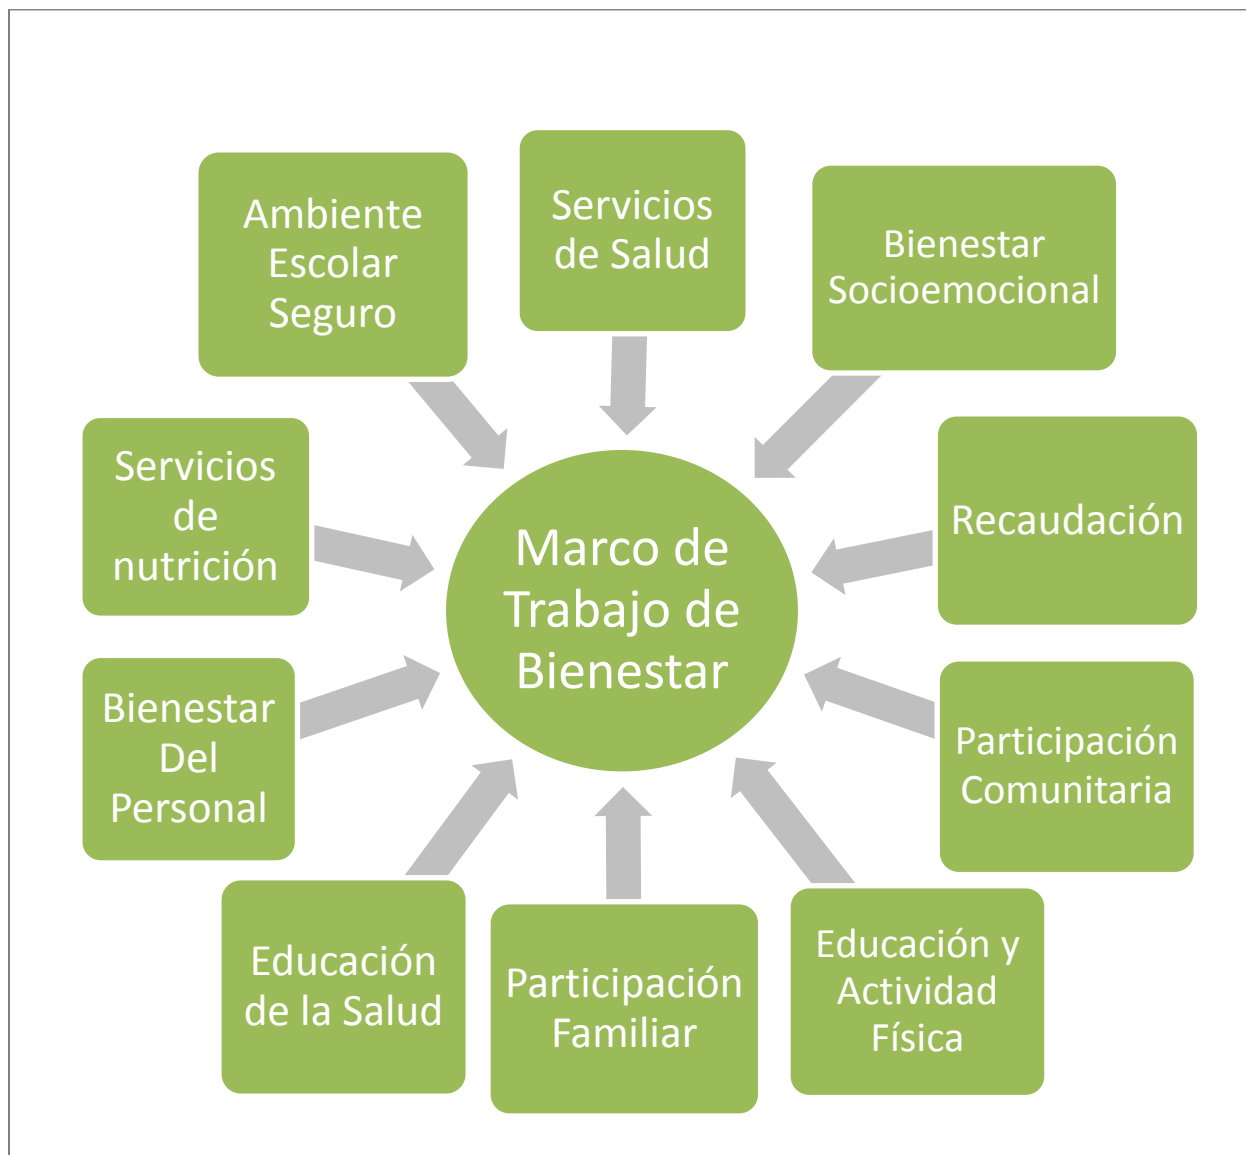 Ambiente
Escolar
Seguro
Servicios
de Salud
Bienestar
Socioemocional
Servicios
de
nutrición
Marco de
Trabajo de
Bienestar
Recaudación
Bienestar
Del
Personal
Participación
Comunitaria
Educación
de la Salud
Participación
Familiar
Educación y
Actividad
Física